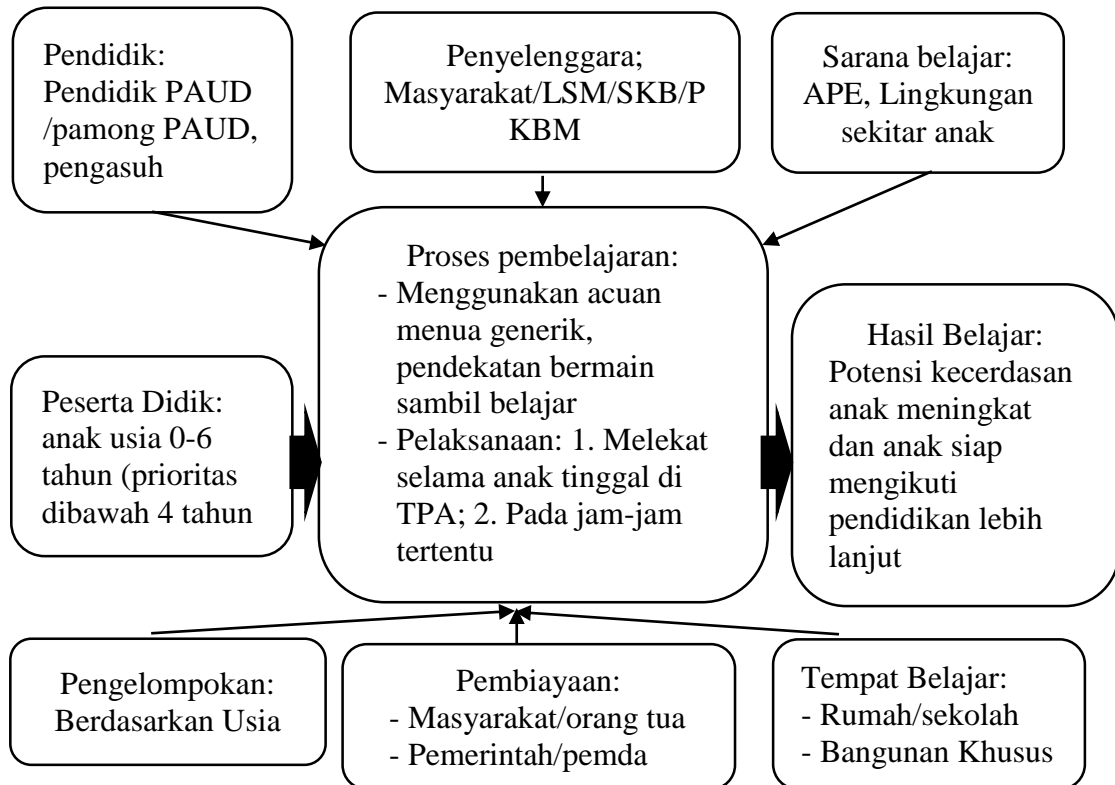 Pendidik:
Pendidik PAUD
/pamong PAUD,
pengasuh
Penyelenggara;
Masyarakat/LSM/SKB/P
KBM
Sarana belajar:
APE, Lingkungan
sekitar anak
Peserta Didik:
anak usia 0-6
tahun (prioritas
dibawah 4 tahun
Proses pembelajaran:
- Menggunakan acuan
menua generik,
pendekatan bermain
sambil belajar
- Pelaksanaan: 1. Melekat
selama anak tinggal di
TPA; 2. Pada jam-jam
tertentu
Hasil Belajar:
Potensi kecerdasan
anak meningkat
dan anak siap
mengikuti
pendidikan lebih
lanjut
Pengelompokan:
Berdasarkan Usia
Pembiayaan:
- Masyarakat/orang tua
- Pemerintah/pemda
Tempat Belajar:
- Rumah/sekolah
- Bangunan Khusus